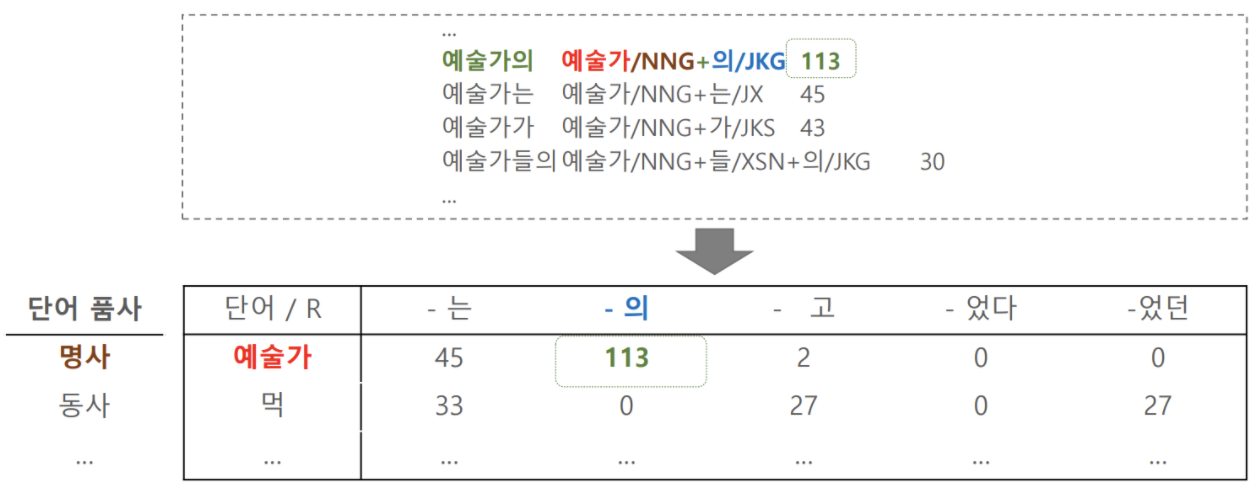 ...
예술가의 예술가/NNG+의/JKG 113
예술가는 예술가/NNG+는/JX 45
예술가가 예술가/NNG+가/JKS 43
예술가들의 예술가/NNG+들/XSN+의/JKG 30
...
단어 품사 단어 / R - 는 - 의 - 고 - 었다 -었던
명사 예술가 45 113 2 0 0
동사 먹 33 0 27 0 27
... ... ... ... ... ... ...